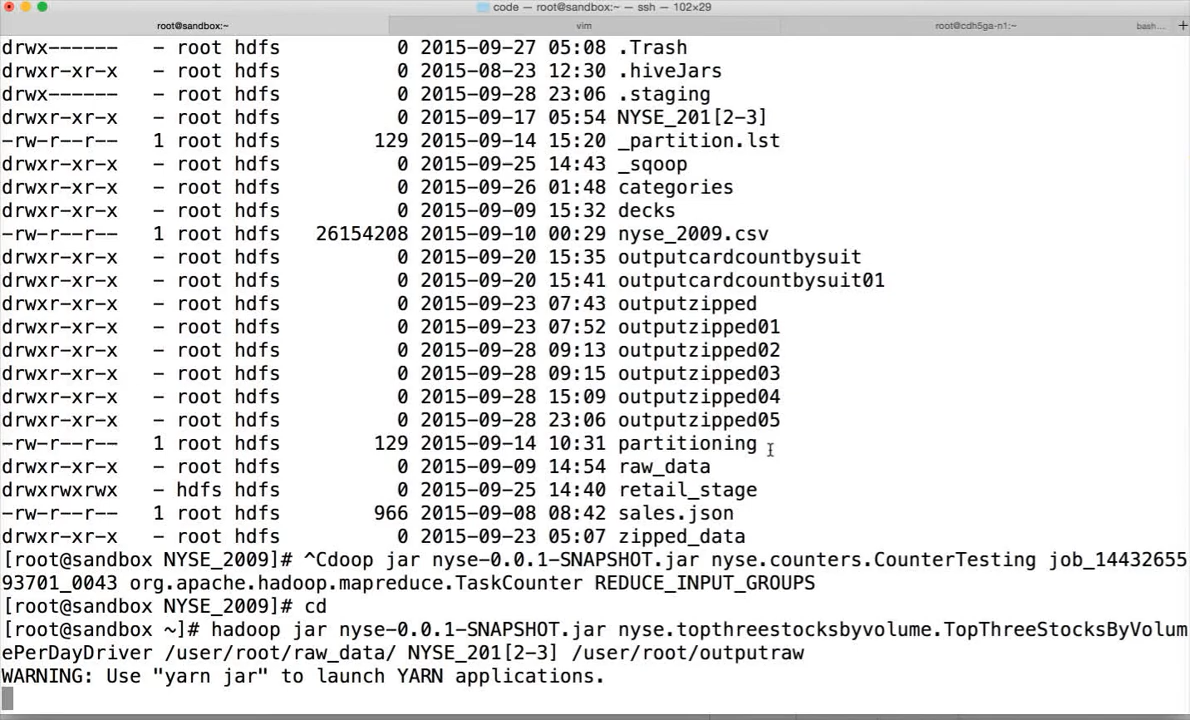 code — root@sandbox:~ — ssh — 102×29
root@sandbox:~ vim root@cdh5ga-n1:~ bash... +
drwx------ - root hdfs 0 2015-09-27 05:08 .Trash
drwxr-xr-x - root hdfs 0 2015-08-23 12:30 .hiveJars
drwx------ - root hdfs 0 2015-09-28 23:06 .staging
drwxr-xr-x - root hdfs 0 2015-09-17 05:54 NYSE_201[2-3]
-rw-r--r-- 1 root hdfs 129 2015-09-14 15:20 _partition.lst
drwxr-xr-x - root hdfs 0 2015-09-25 14:43 _sqoop
drwxr-xr-x - root hdfs 0 2015-09-26 01:48 categories
drwxr-xr-x - root hdfs 0 2015-09-09 15:32 decks
-rw-r--r-- 1 root hdfs 26154208 2015-09-10 00:29 nyse_2009.csv
drwxr-xr-x - root hdfs 0 2015-09-20 15:35 outputcardcountbysuit
drwxr-xr-x - root hdfs 0 2015-09-20 15:41 outputcardcountbysuit01
drwxr-xr-x - root hdfs 0 2015-09-23 07:43 outputzipped
drwxr-xr-x - root hdfs 0 2015-09-23 07:52 outputzipped01
drwxr-xr-x - root hdfs 0 2015-09-28 09:13 outputzipped02
drwxr-xr-x - root hdfs 0 2015-09-28 09:15 outputzipped03
drwxr-xr-x - root hdfs 0 2015-09-28 15:09 outputzipped04
drwxr-xr-x - root hdfs 0 2015-09-28 23:06 outputzipped05
-rw-r--r-- 1 root hdfs 129 2015-09-14 10:31 partitioning
drwxr-xr-x - root hdfs 0 2015-09-09 14:54 raw_data
drwxrwxrwx - hdfs hdfs 0 2015-09-25 14:40 retail_stage
-rw-r--r-- 1 root hdfs 966 2015-09-08 08:42 sales.json
drwxr-xr-x - root hdfs 0 2015-09-23 05:07 zipped_data
[root@sandbox NYSE_2009]# ^Cdoop jar nyse-0.0.1-SNAPSHOT.jar nyse.counters.CounterTesting job_14432655
93701_0043 org.apache.hadoop.mapreduce.TaskCounter REDUCE_INPUT_GROUPS
[root@sandbox NYSE_2009]# cd
[root@sandbox ~]# hadoop jar nyse-0.0.1-SNAPSHOT.jar nyse.topthreestocksbyvolume.TopThreeStocksByVolum
ePerDayDriver /user/root/raw_data/ NYSE_201[2-3] /user/root/outputraw
WARNING: Use "yarn jar" to launch YARN applications.